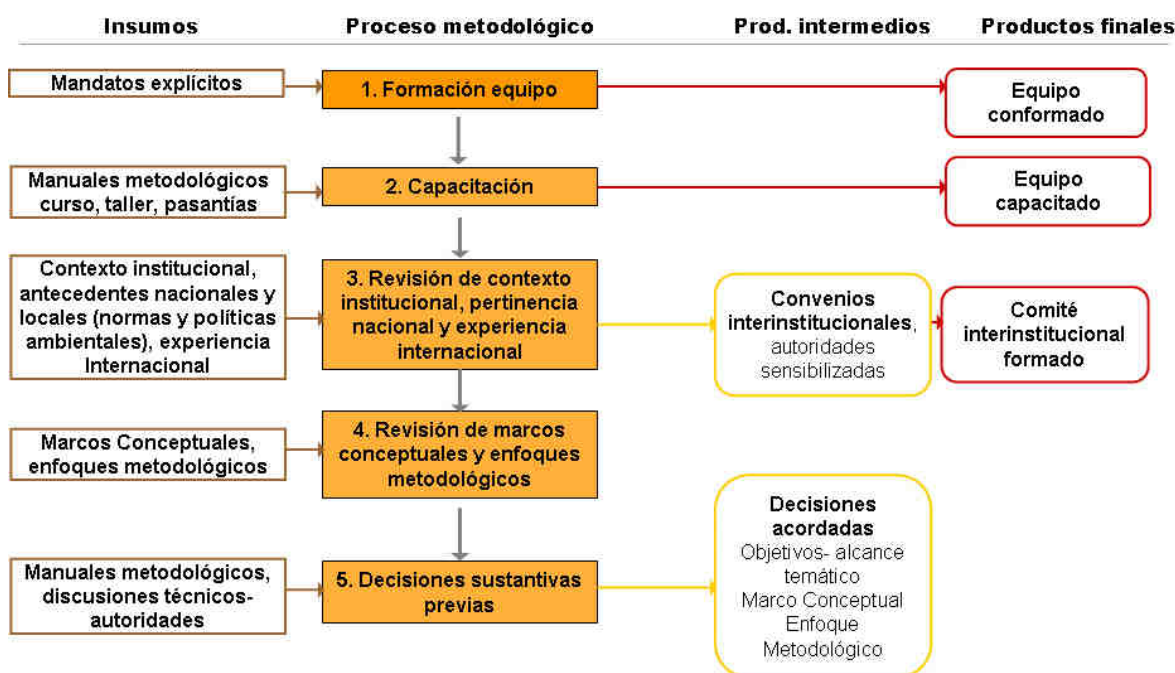 Insumos
Proceso metodológico
Prod. intermedios
Productos finales
Mandatos explícitos
1. Formación equipo
Equipo
conformado
Manuales metodológicos
curso, taller, pasantías
2. Capacitación
Equipo
capacitado
Contexto institucional,
antecedentes nacionales y
locales (normas y políticas
ambientales), experiencia
Internacional
3. Revisión de contexto
institucional, pertinencia
nacional y experiencia
internacional
Convenios
interinstitucionales,
autoridades
sensibilizadas
Comité
interinstitucional
formado
Marcos Conceptuales,
enfoques metodológicos
4. Revisión de marcos
conceptuales y enfoques
metodológicos
Manuales metodológicos,
discusiones técnicos-
autoridades
5. Decisiones sustantivas
previas
Decisiones
acordadas
Objetivos- alcance
temático
Marco Conceptual
Enfoque
Metodológico